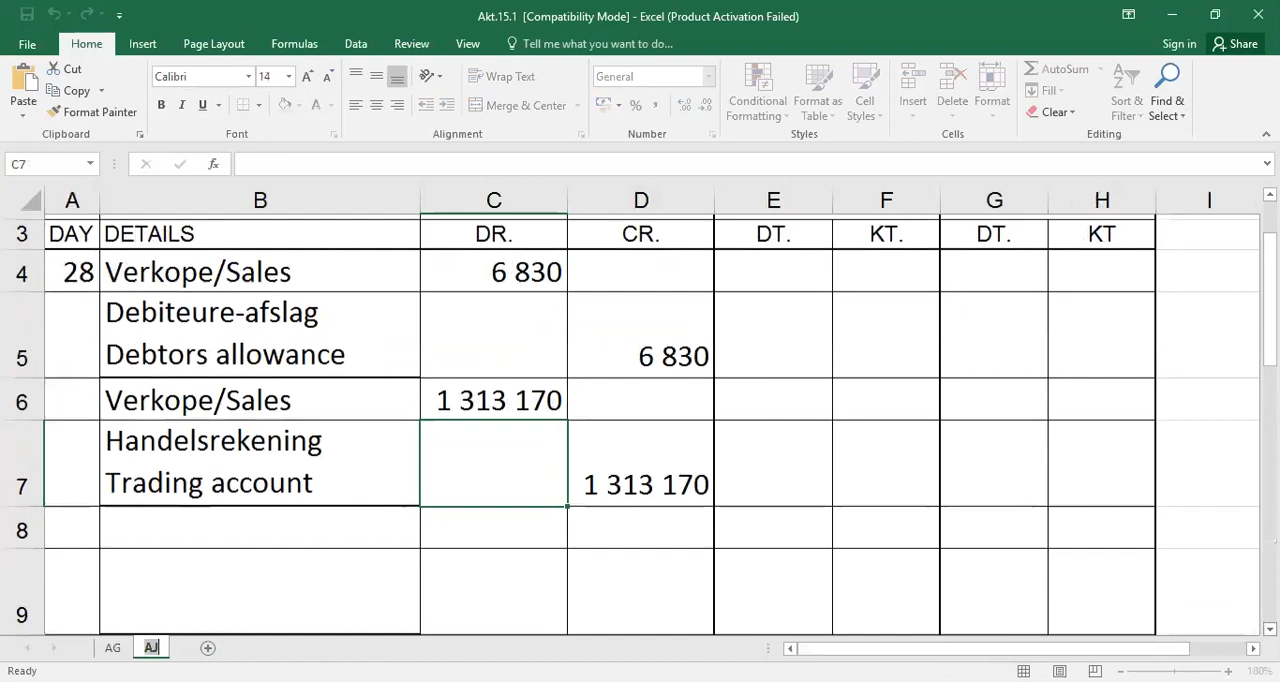 Akt.15.1 [Compatibility Mode] - Excel (Product Activation Failed)
File Home Insert Page Layout Formulas Data Review View Tell me what you want to do... Sign in Share
Paste
Cut
Copy
Format Painter
Clipboard
Calibri 14
B I U
Font
Wrap Text
Merge & Center
Alignment
General
%
Number
Conditional Formatting
Format as Table
Cell Styles
Styles
Insert Delete Format
Cells
AutoSum
Fill
Clear
Sort & Filter
Find & Select
Editing
C7 fx
A B C D E F G H I
3 DAY DETAILS DR. CR. DT. KT. DT. KT
4 28 Verkope/Sales 6 830
Debiteure-afslag
5 Debtors allowance 6 830
6 Verkope/Sales 1 313 170
Handelsrekening
7 Trading account 1 313 170
8
9
AG AJ
Ready 180%